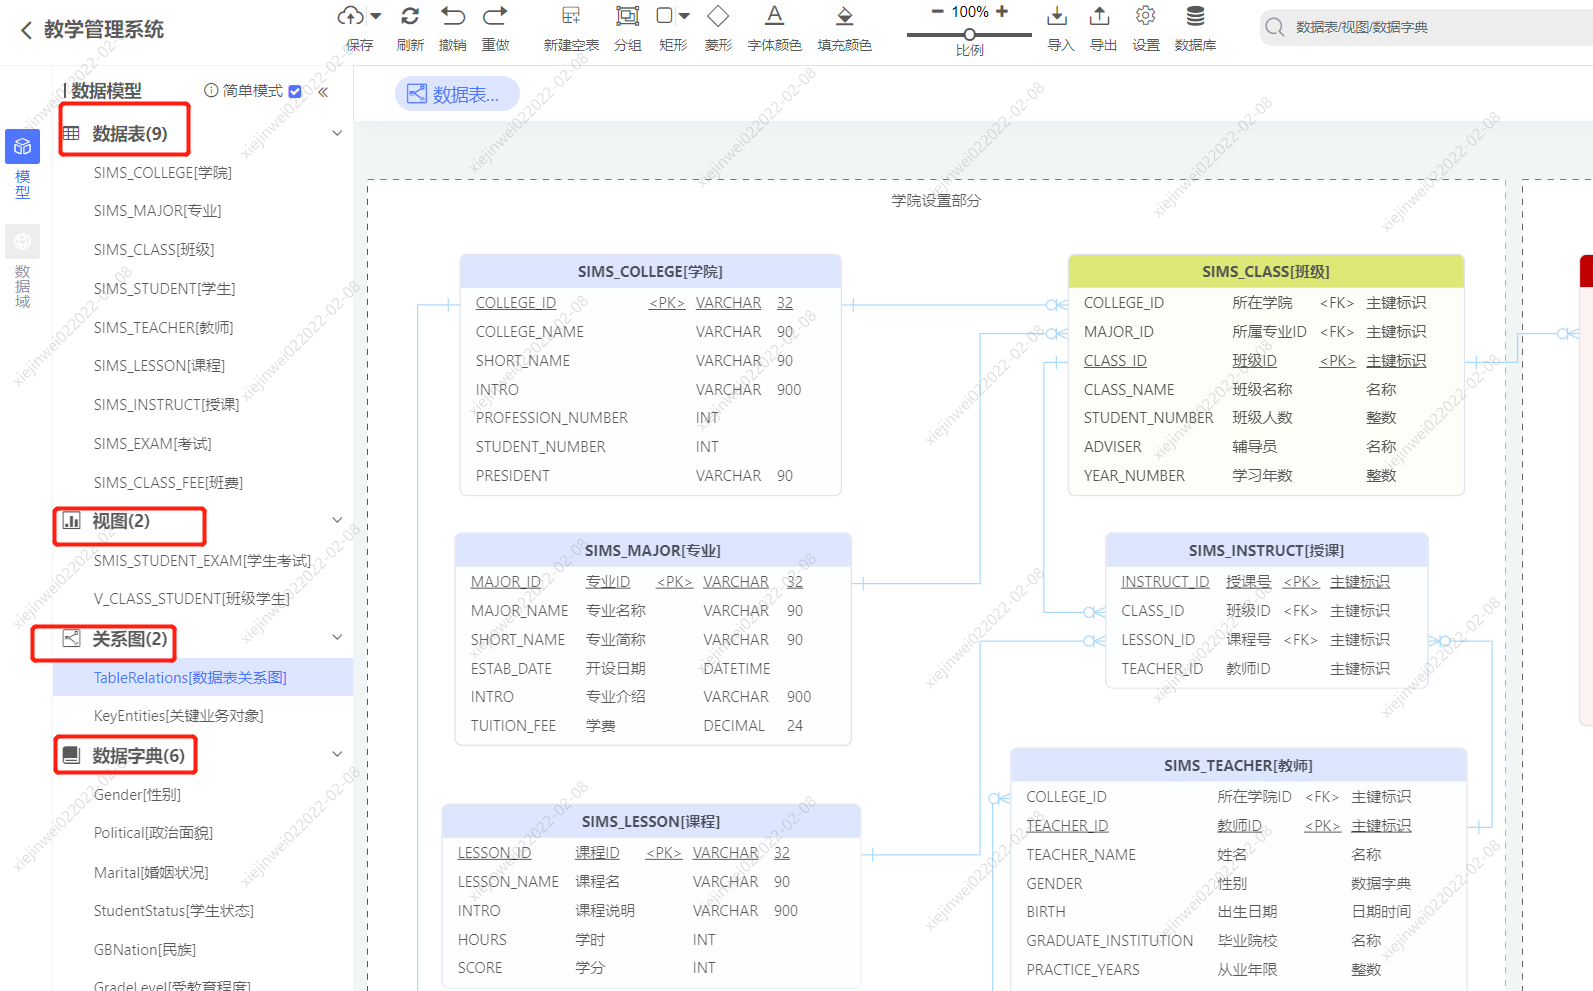 教学管理系统
保存
刷新
撤销
重做
新建空表
分组
矩形
菱形
字体颜色
填充颜色
100%
比例
导入
导出
设置
数据库
数据表/视图/数据字典
模型
数据域
数据模型
简单模式
数据表(9)
SIMS_COLLEGE[学院]
SIMS_MAJOR[专业]
SIMS_CLASS[班级]
SIMS_STUDENT[学生]
SIMS_TEACHER[教师]
SIMS_LESSON[课程]
SIMS_INSTRUCT[授课]
SIMS_EXAM[考试]
SIMS_CLASS_FEE[班费]
视图(2)
SMIS_STUDENT_EXAM[学生考试]
V_CLASS_STUDENT[班级学生]
关系图(2)
TableRelations[数据表关系图]
KeyEntities[关键业务对象]
数据字典(6)
Gender[性别]
Political[政治面貌]
Marital[婚姻状况]
StudentStatus[学生状态]
GBNation[民族]
GradeLevel[受教育程度]
数据表...
学院设置部分
SIMS_COLLEGE[学院]
COLLEGE_ID <PK> VARCHAR 32
COLLEGE_NAME VARCHAR 90
SHORT_NAME VARCHAR 90
INTRO VARCHAR 900
PROFESSION_NUMBER INT
STUDENT_NUMBER INT
PRESIDENT VARCHAR 90
SIMS_CLASS[班级]
COLLEGE_ID 所在学院 <FK> 主键标识
MAJOR_ID 所属专业ID <FK> 主键标识
CLASS_ID 班级ID <PK> 主键标识
CLASS_NAME 班级名称 名称
STUDENT_NUMBER 班级人数 整数
ADVISER 辅导员 名称
YEAR_NUMBER 学习年数 整数
SIMS_MAJOR[专业]
MAJOR_ID 专业ID <PK> VARCHAR 32
MAJOR_NAME 专业名称 VARCHAR 90
SHORT_NAME 专业简称 VARCHAR 90
ESTAB_DATE 开设日期 DATETIME
INTRO 专业介绍 VARCHAR 900
TUITION_FEE 学费 DECIMAL 24
SIMS_INSTRUCT[授课]
INSTRUCT_ID 授课号 <PK> 主键标识
CLASS_ID 班级ID <FK> 主键标识
LESSON_ID 课程号 <FK> 主键标识
TEACHER_ID 教师ID 主键标识
SIMS_LESSON[课程]
LESSON_ID 课程ID <PK> VARCHAR 32
LESSON_NAME 课程名 VARCHAR 90
INTRO 课程说明 VARCHAR 900
HOURS 学时 INT
SCORE 学分 INT
SIMS_TEACHER[教师]
COLLEGE_ID 所在学院ID <FK> 主键标识
TEACHER_ID 教师ID <PK> 主键标识
TEACHER_NAME 姓名 名称
GENDER 性别 数据字典
BIRTH 出生日期 日期时间
GRADUATE_INSTITUTION 毕业院校 名称
PRACTICE_YEARS 从业年限 整数
xiejinwei022022-02-08